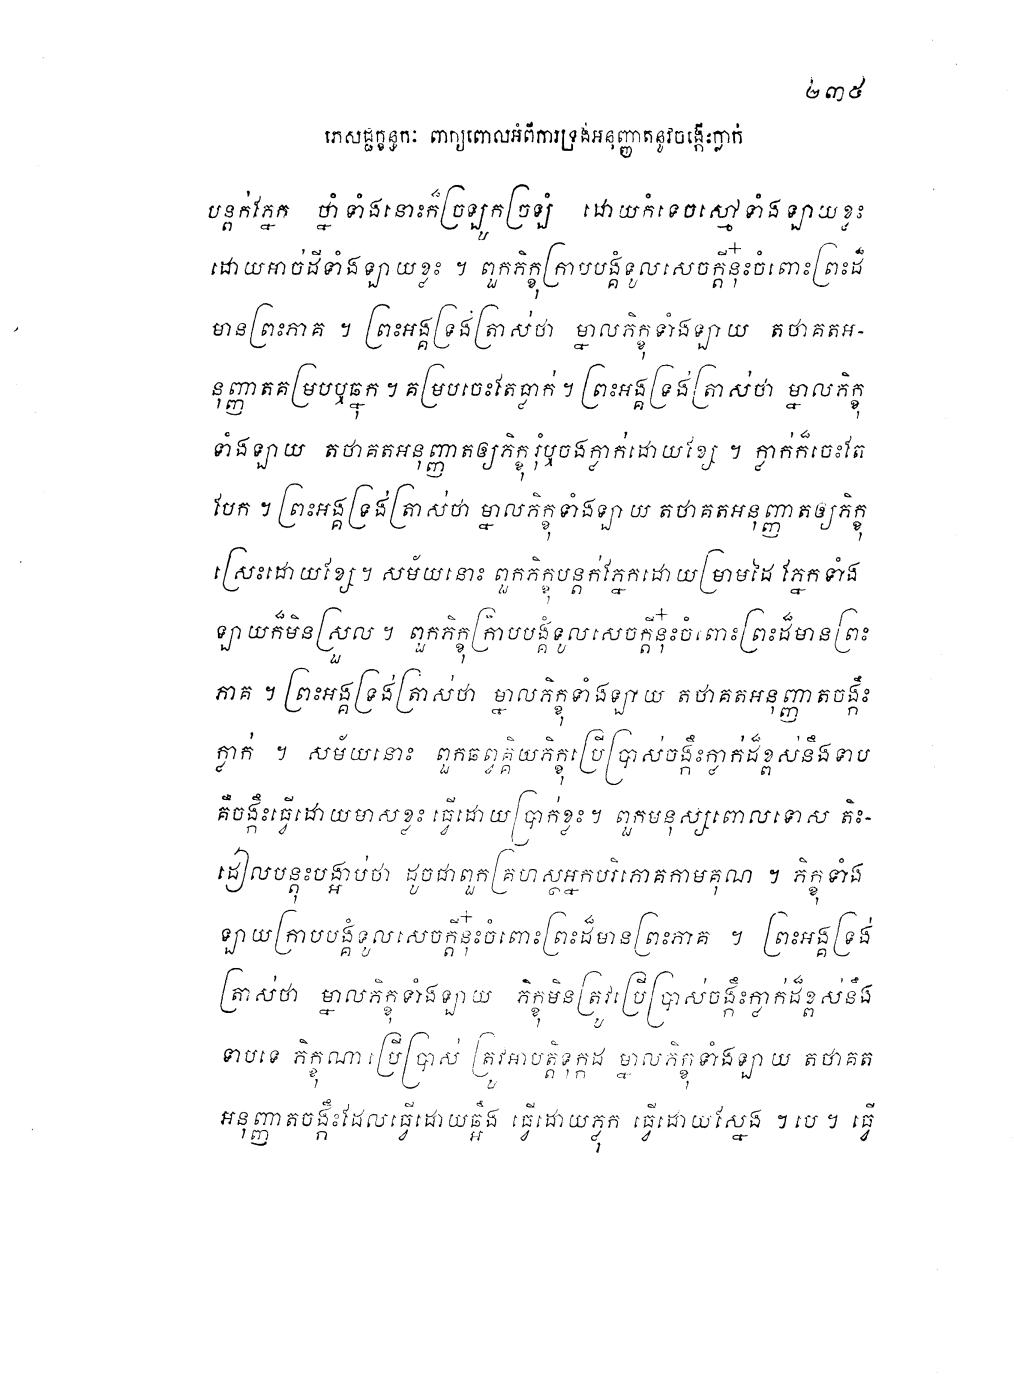 ២៣៥
ភេសជ្ជក្ខន្ធកៈ ពាក្យពោលអំពីការទ្រង់អនុញ្ញាតនូវចង្កើះភ្លាក់
បន្តក់ភ្នែក ថ្នាំទាំងនោះក៏ច្រឡូកច្រឡំ ដោយកំទេចស្មៅទាំងឡាយខ្លះ
ដោយអាច់ដីទាំងឡាយខ្លះ ។ ពួកភិក្ខុក្រាបបង្គំទូលសេចក្តីនុ៎ះចំពោះព្រះដ៏
មានព្រះភាគ ។ ព្រះអង្គទ្រង់ត្រាស់ថា ម្នាលភិក្ខុទាំងឡាយ តថាគតអ-
នុញ្ញាតគម្របឬឆ្នុក ។ គម្របចេះតែធ្លាក់ ។ ព្រះអង្គទ្រង់ត្រាស់ថា ម្នាលភិក្ខុ
ទាំងឡាយ តថាគតអនុញ្ញាតឲ្យភិក្ខុរុំឬចងភ្លាក់ដោយខ្សែ ។ ភ្លាក់ក៏ចេះតែ
បែក ។ ព្រះអង្គទ្រង់ត្រាស់ថា ម្នាលភិក្ខុទាំងឡាយ តថាគតអនុញ្ញាតឲ្យភិក្ខុ
ស្រេះដោយខ្សែ ។ សម័យនោះ ពួកភិក្ខុបន្តក់ភ្នែកដោយម្រាមដៃ ភ្នែកទាំង
ឡាយក៏មិនស្រួល ។ ពួកភិក្ខុក្រាបបង្គំទូលសេចក្តីនុ៎ះចំពោះព្រះដ៏មានព្រះ
ភាគ ។ ព្រះអង្គទ្រង់ត្រាស់ថា ម្នាលភិក្ខុទាំងឡាយ តថាគតអនុញ្ញាតចង្កឹះ
ភ្លាក់ ។ សម័យនោះ ពួកឆព្វគ្គិយភិក្ខុប្រើប្រាស់ចង្កឹះភ្លាក់ដ៏ខ្ពស់នឹងទាប
គឺចង្កឹះធ្វើដោយមាសខ្លះ ធ្វើដោយប្រាក់ខ្លះ ។ ពួកមនុស្សពោលទោស តិះ-
ដៀលបន្តុះបង្អាប់ថា ដូចជាពួកគ្រហស្ថអ្នកបរិភោគកាមគុណ ។ ភិក្ខុទាំង
ឡាយក្រាបបង្គំទូលសេចក្តីនុ៎ះចំពោះព្រះដ៏មានព្រះភាគ ។ ព្រះអង្គទ្រង់
ត្រាស់ថា ម្នាលភិក្ខុទាំងឡាយ ភិក្ខុមិនត្រូវប្រើប្រាស់ចង្កឹះភ្លាក់ដ៏ខ្ពស់នឹង
ទាបទេ ភិក្ខុណាប្រើប្រាស់ ត្រូវអាបត្តិទុក្កដ ម្នាលភិក្ខុទាំងឡាយ តថាគត
អនុញ្ញាតចង្កឹះដែលធ្វើដោយឆ្អឹង ធ្វើដោយភ្លុក ធ្វើដោយស្នែង ។ បេ ។ ធ្វើ